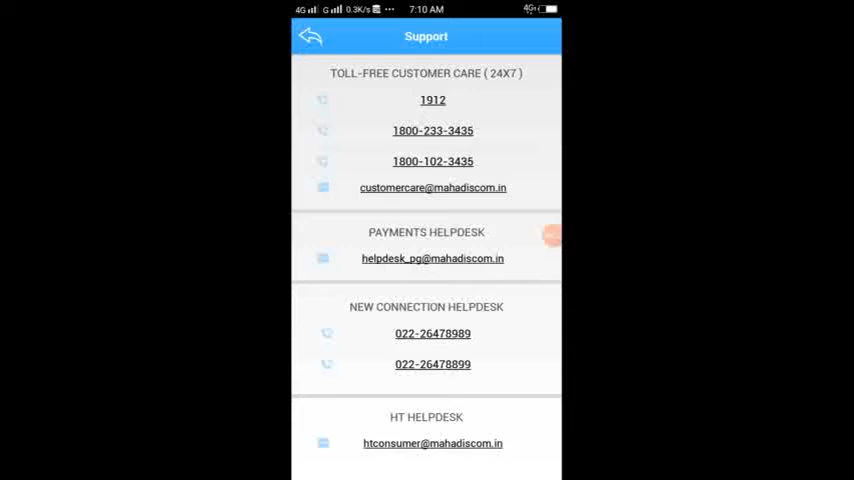 4G G 0.3K/s ... 7:10 AM 4G
Support
TOLL-FREE CUSTOMER CARE ( 24X7 )
1912
1800-233-3435
1800-102-3435
customercare@mahadiscom.in
PAYMENTS HELPDESK
helpdesk_pg@mahadiscom.in
NEW CONNECTION HELPDESK
022-26478989
022-26478899
HT HELPDESK
htconsumer@mahadiscom.in